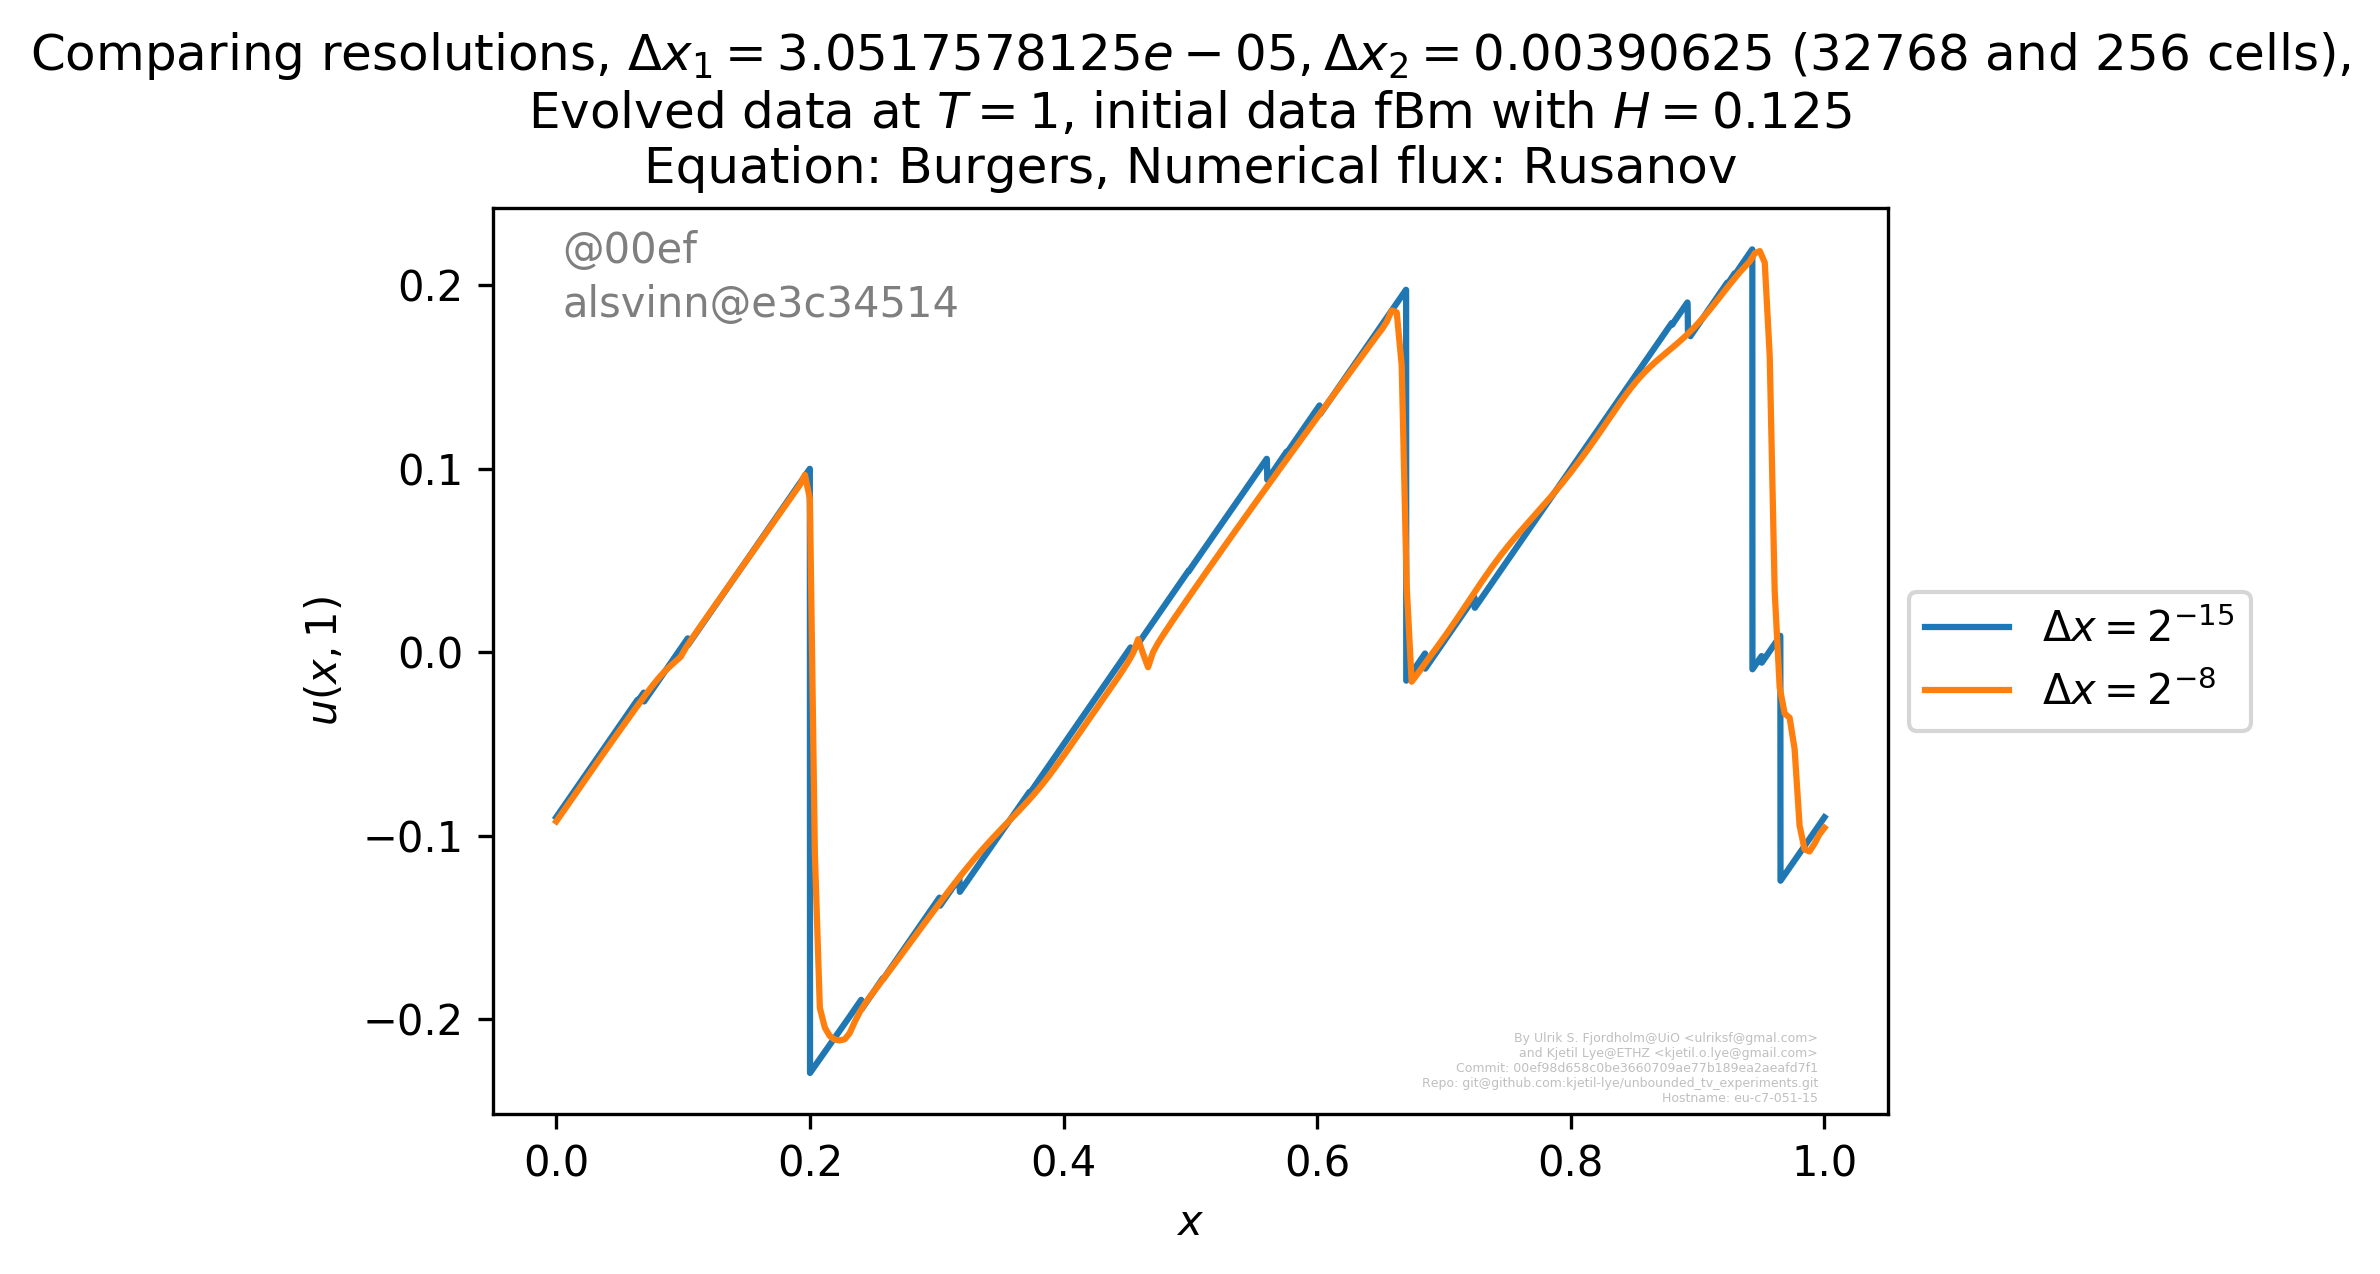 Comparing resolutions, Δx₁ = 3.0517578125e − 05, Δx₂ = 0.00390625 (32768 and 256 cells),
Evolved data at T = 1, initial data fBm with H = 0.125
Equation: Burgers, Numerical flux: Rusanov
@00ef
alsvinn@e3c34514
0.2
0.1
0.0
−0.1
−0.2
u(x, 1)
Δx = 2⁻¹⁵
Δx = 2⁻⁸
By Ulrik S. Fjordholm@UiO <ulriksf@gmal.com>
and Kjetil Lye@ETHZ <kjetil.o.lye@gmail.com>
Commit: 00ef98d658c0be3660709ae77b189ea2aeafd7f1
Repo: git@github.com:kjetil-lye/unbounded_tv_experiments.git
Hostname: eu-c7-051-15
0.0 0.2 0.4 0.6 0.8 1.0
x